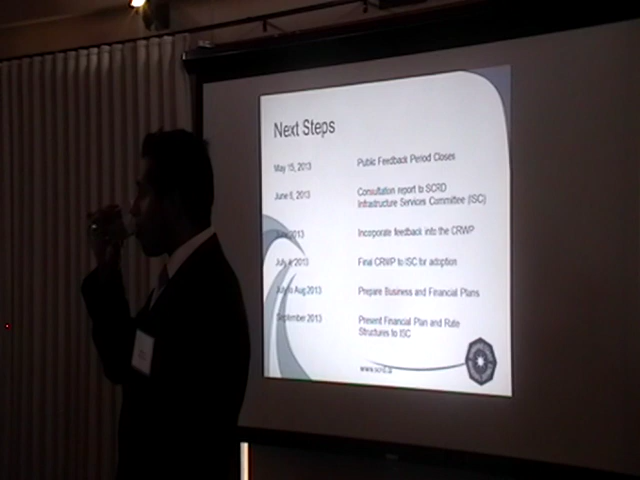 Next Steps
May 15, 2013 Public Feedback Period Closes
June 6, 2013 Consultation report to SCRD
Infrastructure Services Committee (ISC)
June 2013 Incorporate feedback into the CRWP
July 4, 2013 Final CRWP to ISC for adoption
July to Aug 2013 Prepare Business and Financial Plans
September 2013 Present Financial Plan and Rate
Structures to ISC
www.scrd.ca